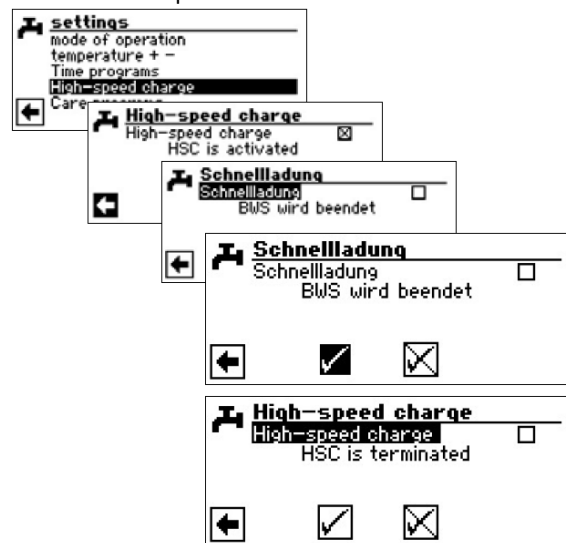 settings
mode of operation
temperature + -
Time programs
High-speed charge
Care
High-speed charge
High-speed charge
HSC is activated
Schnellladung
Schnellladung
BWS wird beendet
Schnellladung
Schnellladung
BWS wird beendet
High-speed charge
High-speed charge
HSC is terminated